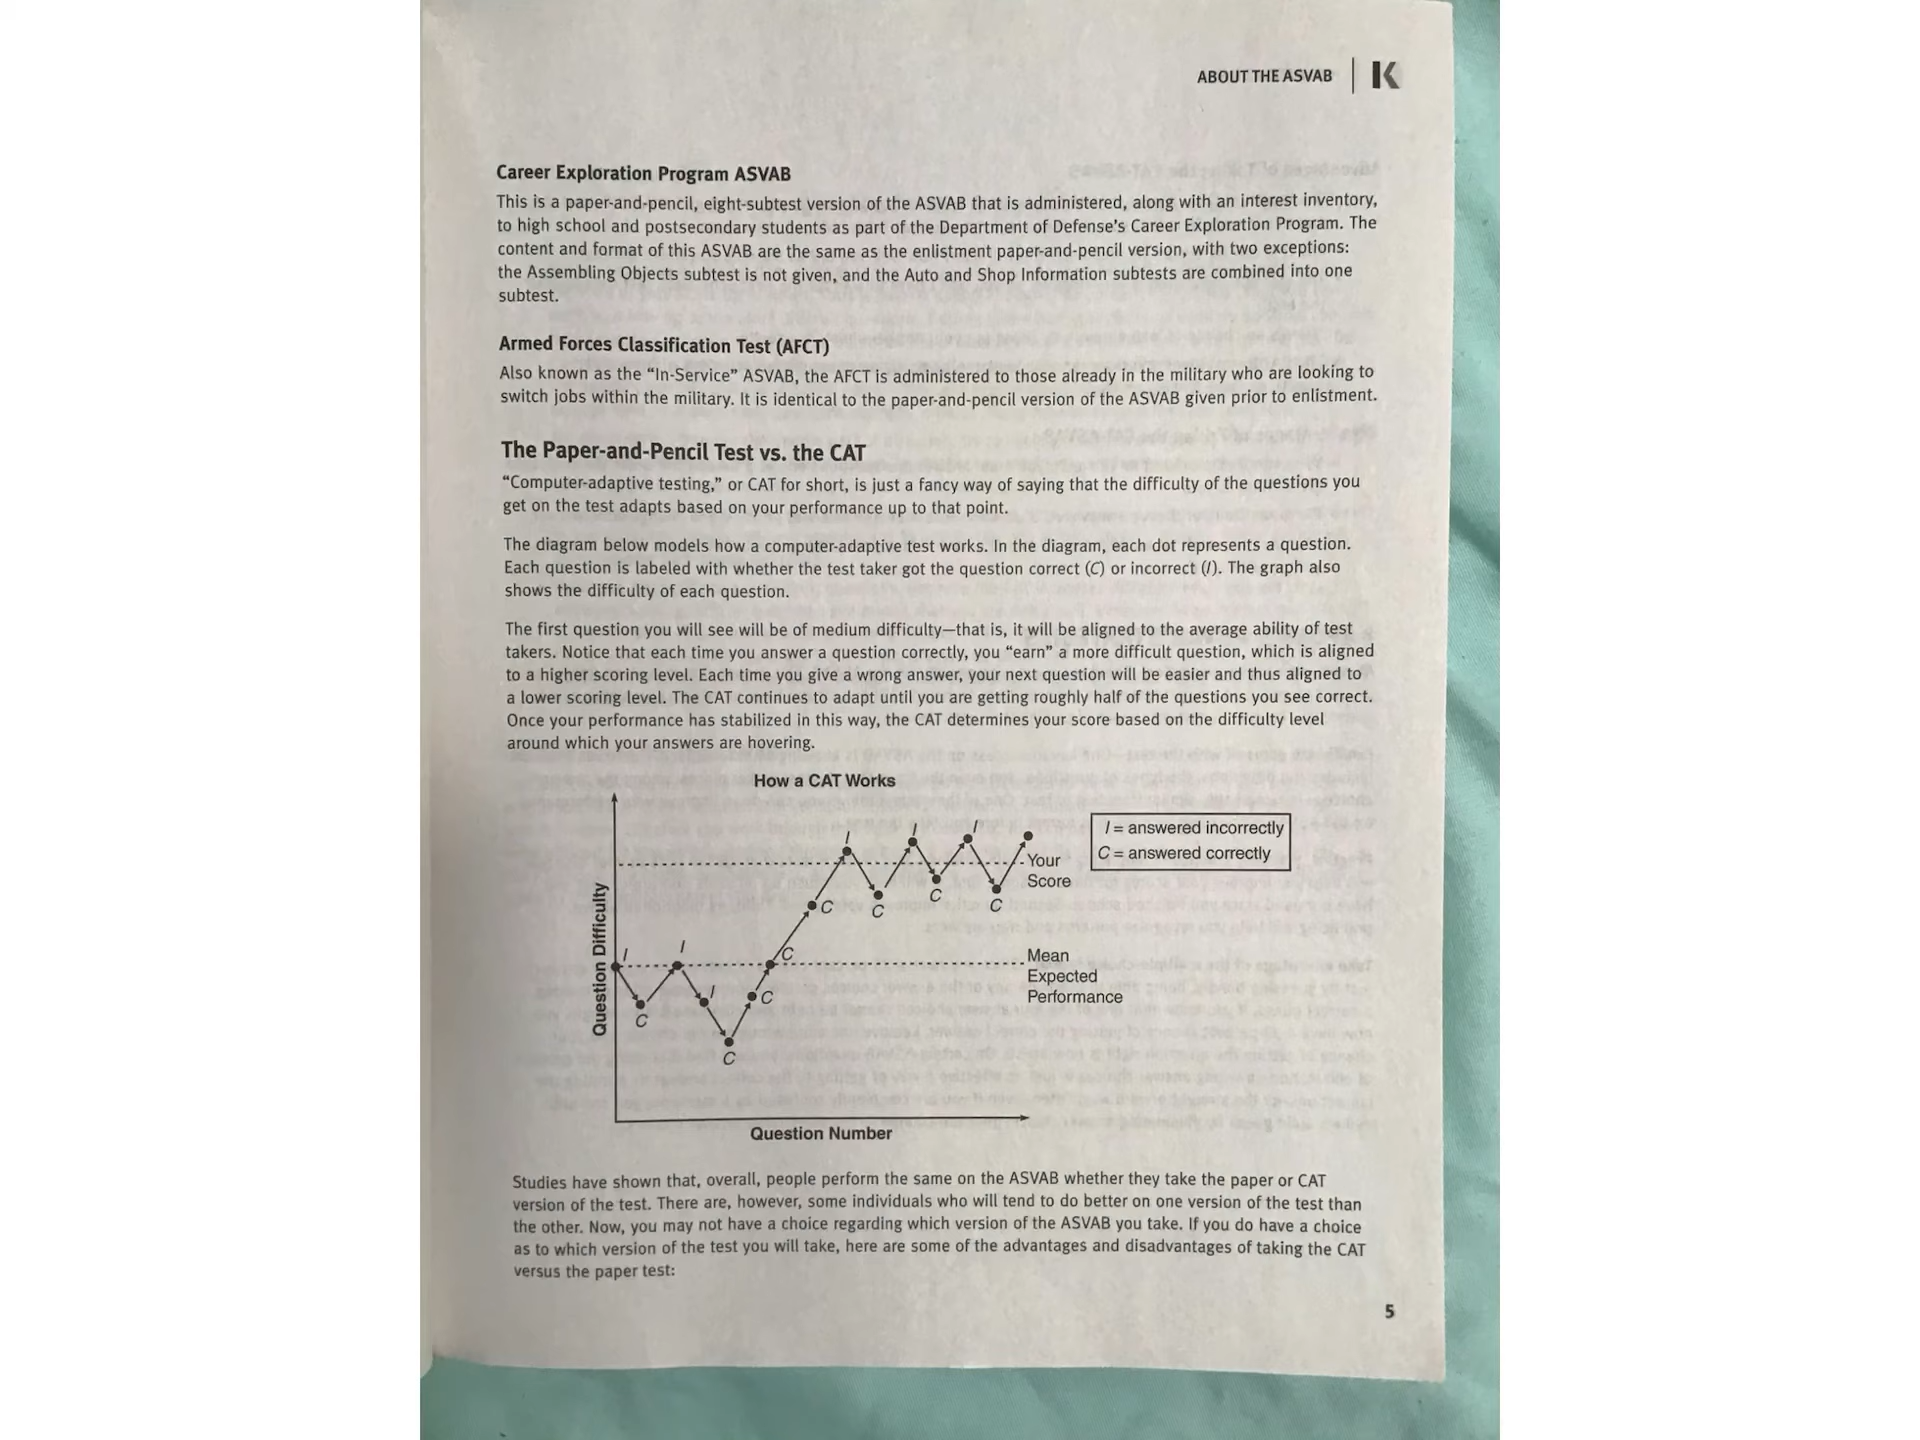 ABOUT THE ASVAB | K
Career Exploration Program ASVAB
This is a paper-and-pencil, eight-subtest version of the ASVAB that is administered, along with an interest inventory,
to high school and postsecondary students as part of the Department of Defense's Career Exploration Program. The
content and format of this ASVAB are the same as the enlistment paper-and-pencil version, with two exceptions:
the Assembling Objects subtest is not given, and the Auto and Shop Information subtests are combined into one
subtest.
Armed Forces Classification Test (AFCT)
Also known as the “In-Service” ASVAB, the AFCT is administered to those already in the military who are looking to
switch jobs within the military. It is identical to the paper-and-pencil version of the ASVAB given prior to enlistment.
The Paper-and-Pencil Test vs. the CAT
“Computer-adaptive testing,” or CAT for short, is just a fancy way of saying that the difficulty of the questions you
get on the test adapts based on your performance up to that point.
The diagram below models how a computer-adaptive test works. In the diagram, each dot represents a question.
Each question is labeled with whether the test taker got the question correct (C) or incorrect (I). The graph also
shows the difficulty of each question.
The first question you will see will be of medium difficulty—that is, it will be aligned to the average ability of test
takers. Notice that each time you answer a question correctly, you “earn” a more difficult question, which is aligned
to a higher scoring level. Each time you give a wrong answer, your next question will be easier and thus aligned to
a lower scoring level. The CAT continues to adapt until you are getting roughly half of the questions you see correct.
Once your performance has stabilized in this way, the CAT determines your score based on the difficulty level
around which your answers are hovering.
How a CAT Works
I = answered incorrectly
C = answered correctly
I I I
Your
Score
C C C C
Question Difficulty
I I C
Mean
Expected
Performance
I C
C
C
Question Number
Studies have shown that, overall, people perform the same on the ASVAB whether they take the paper or CAT
version of the test. There are, however, some individuals who will tend to do better on one version of the test than
the other. Now, you may not have a choice regarding which version of the ASVAB you take. If you do have a choice
as to which version of the test you will take, here are some of the advantages and disadvantages of taking the CAT
versus the paper test:
5